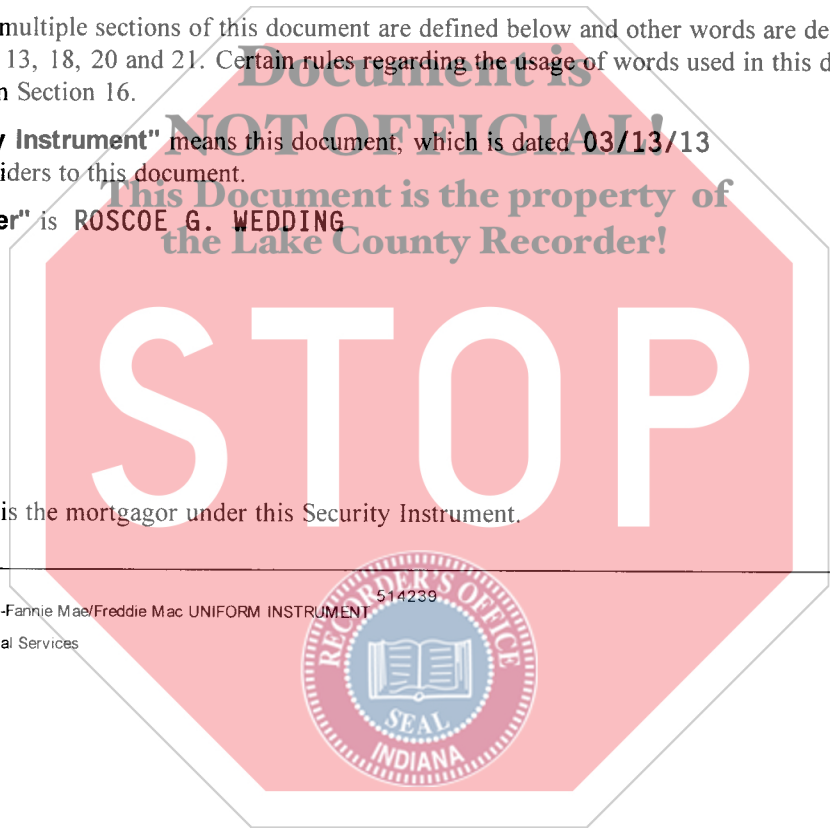 multiple sections of this document are defined below and other words are de
13, 18, 20 and 21. Certain rules regarding the usage of words used in this d
n Section 16.
Document is
y Instrument" means this document, which is dated 03/13/13
NOT OFFICIAL!
iders to this document.
This Document is the property of
er" is ROSCOE G. WEDDING
the Lake County Recorder!
STOP
is the mortgagor under this Security Instrument.
-Fannie Mae/Freddie Mac UNIFORM INSTRUMENT 514239
al Services
RECORDER'S OFFICE
SEAL
INDIANA